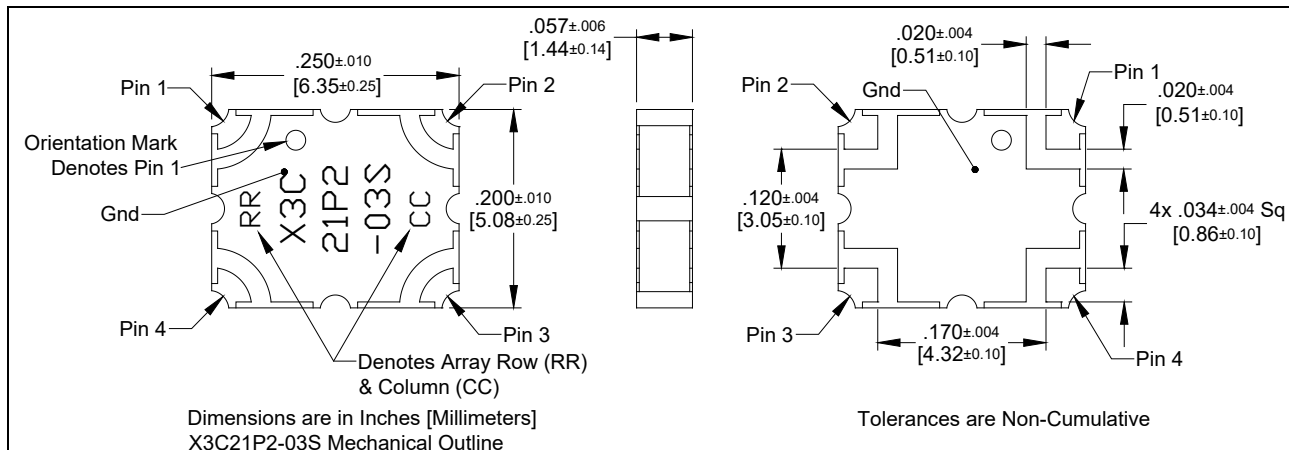 .250±.010
[6.35±0.25]
Pin 1
Pin 2
Orientation Mark
Denotes Pin 1
Gnd
RR
X3C
21P2
-03S
CC
.200±.010
[5.08±0.25]
Pin 4
Pin 3
Denotes Array Row (RR)
& Column (CC)
Dimensions are in Inches [Millimeters]
X3C21P2-03S Mechanical Outline
.057±.006
[1.44±0.14]
.020±.004
[0.51±0.10]
Pin 2
Gnd
Pin 1
.020±.004
[0.51±0.10]
.120±.004
[3.05±0.10]
4x .034±.004 Sq
[0.86±0.10]
Pin 3
.170±.004
[4.32±0.10]
Pin 4
Tolerances are Non-Cumulative